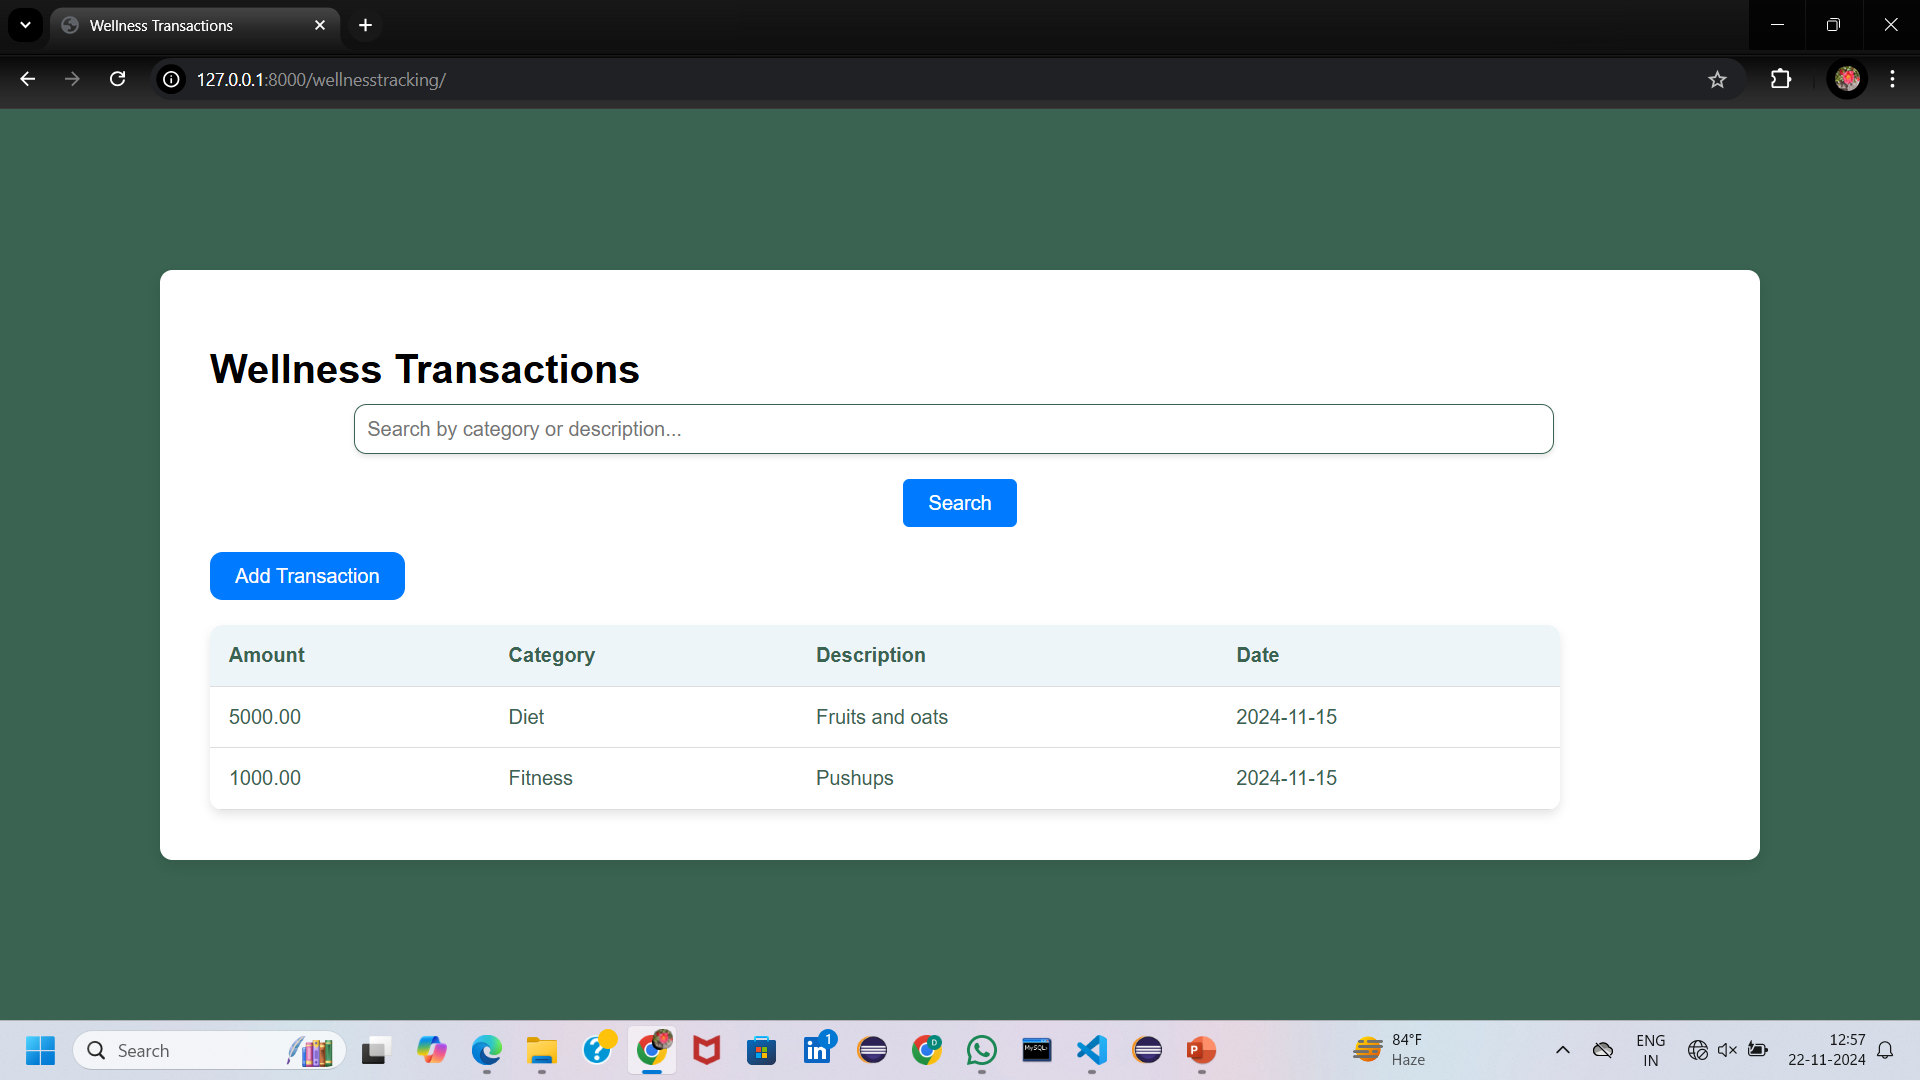 Wellness Transactions
127.0.0.1:8000/wellnesstracking/
Wellness Transactions
Search by category or description...
Search
Add Transaction
Amount Category Description Date
5000.00 Diet Fruits and oats 2024-11-15
1000.00 Fitness Pushups 2024-11-15
Search
1
D
MySQL
P
84°F
Haze
ENG
IN
12:57
22-11-2024